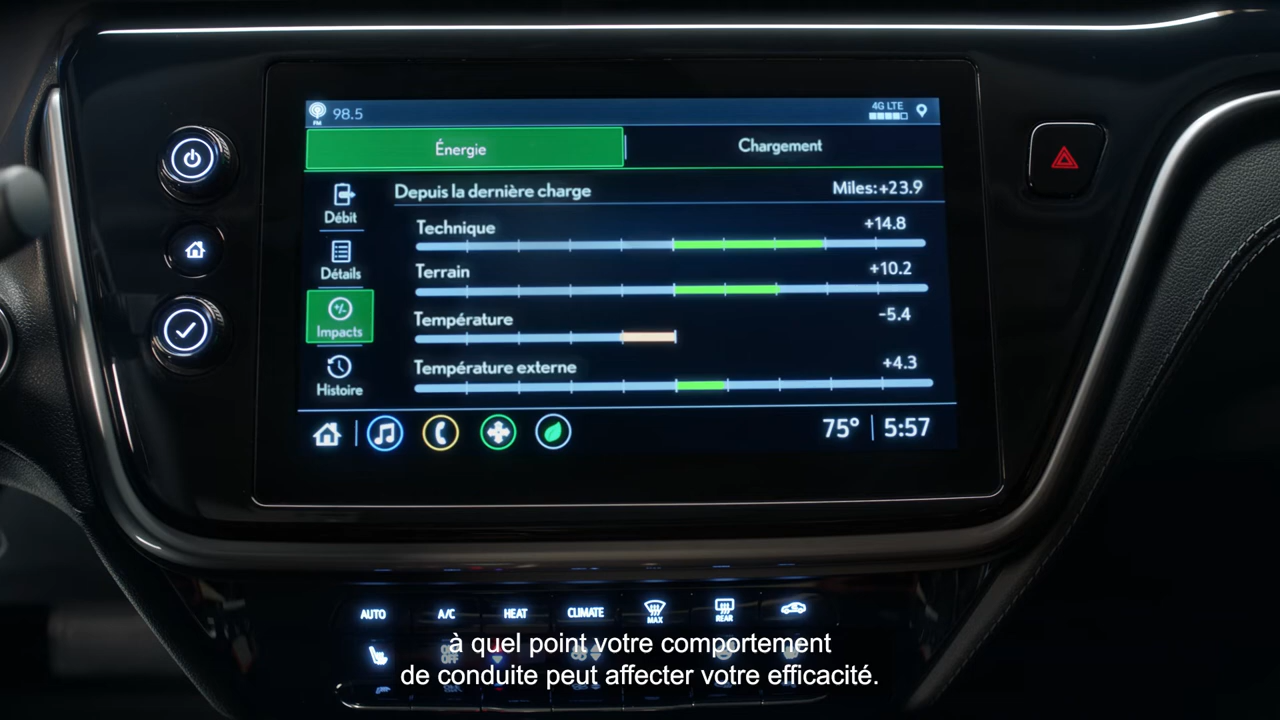 FM 98.5 4G LTE
Énergie Chargement
Depuis la dernière charge Miles:+23.9
Débit
Technique +14.8
Détails
Terrain +10.2
Impacts
Température -5.4
Histoire
Température externe +4.3
75° 5:57
AUTO A/C HEAT CLIMATE MAX REAR
à quel point votre comportement
de conduite peut affecter votre efficacité.